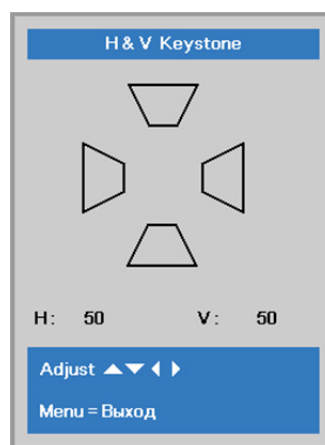 H & V Keystone
H: 50 V: 50
Adjust ▲▼◀▶
Menu = Выход